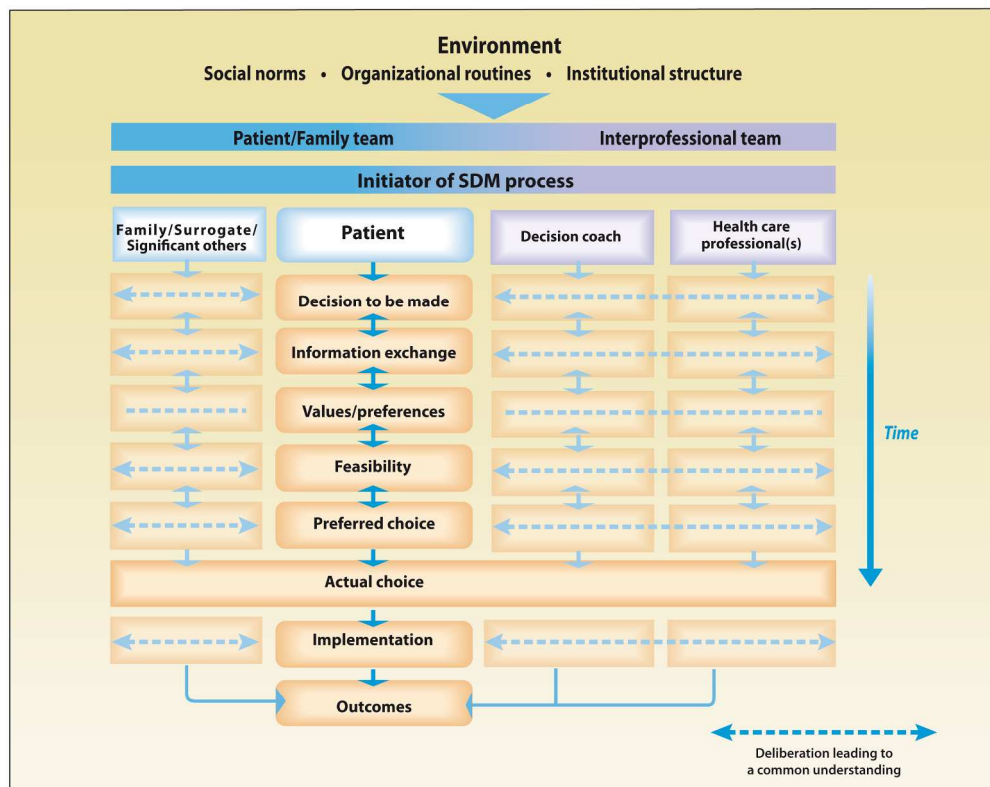 Environment
Social norms • Organizational routines • Institutional structure
Patient/Family team
Interprofessional team
Initiator of SDM process
Family/Surrogate/
Significant others
Patient
Decision coach
Health care
professional(s)
Decision to be made
Information exchange
Values/preferences
Feasibility
Preferred choice
Actual choice
Implementation
Outcomes
Time
Deliberation leading to
a common understanding